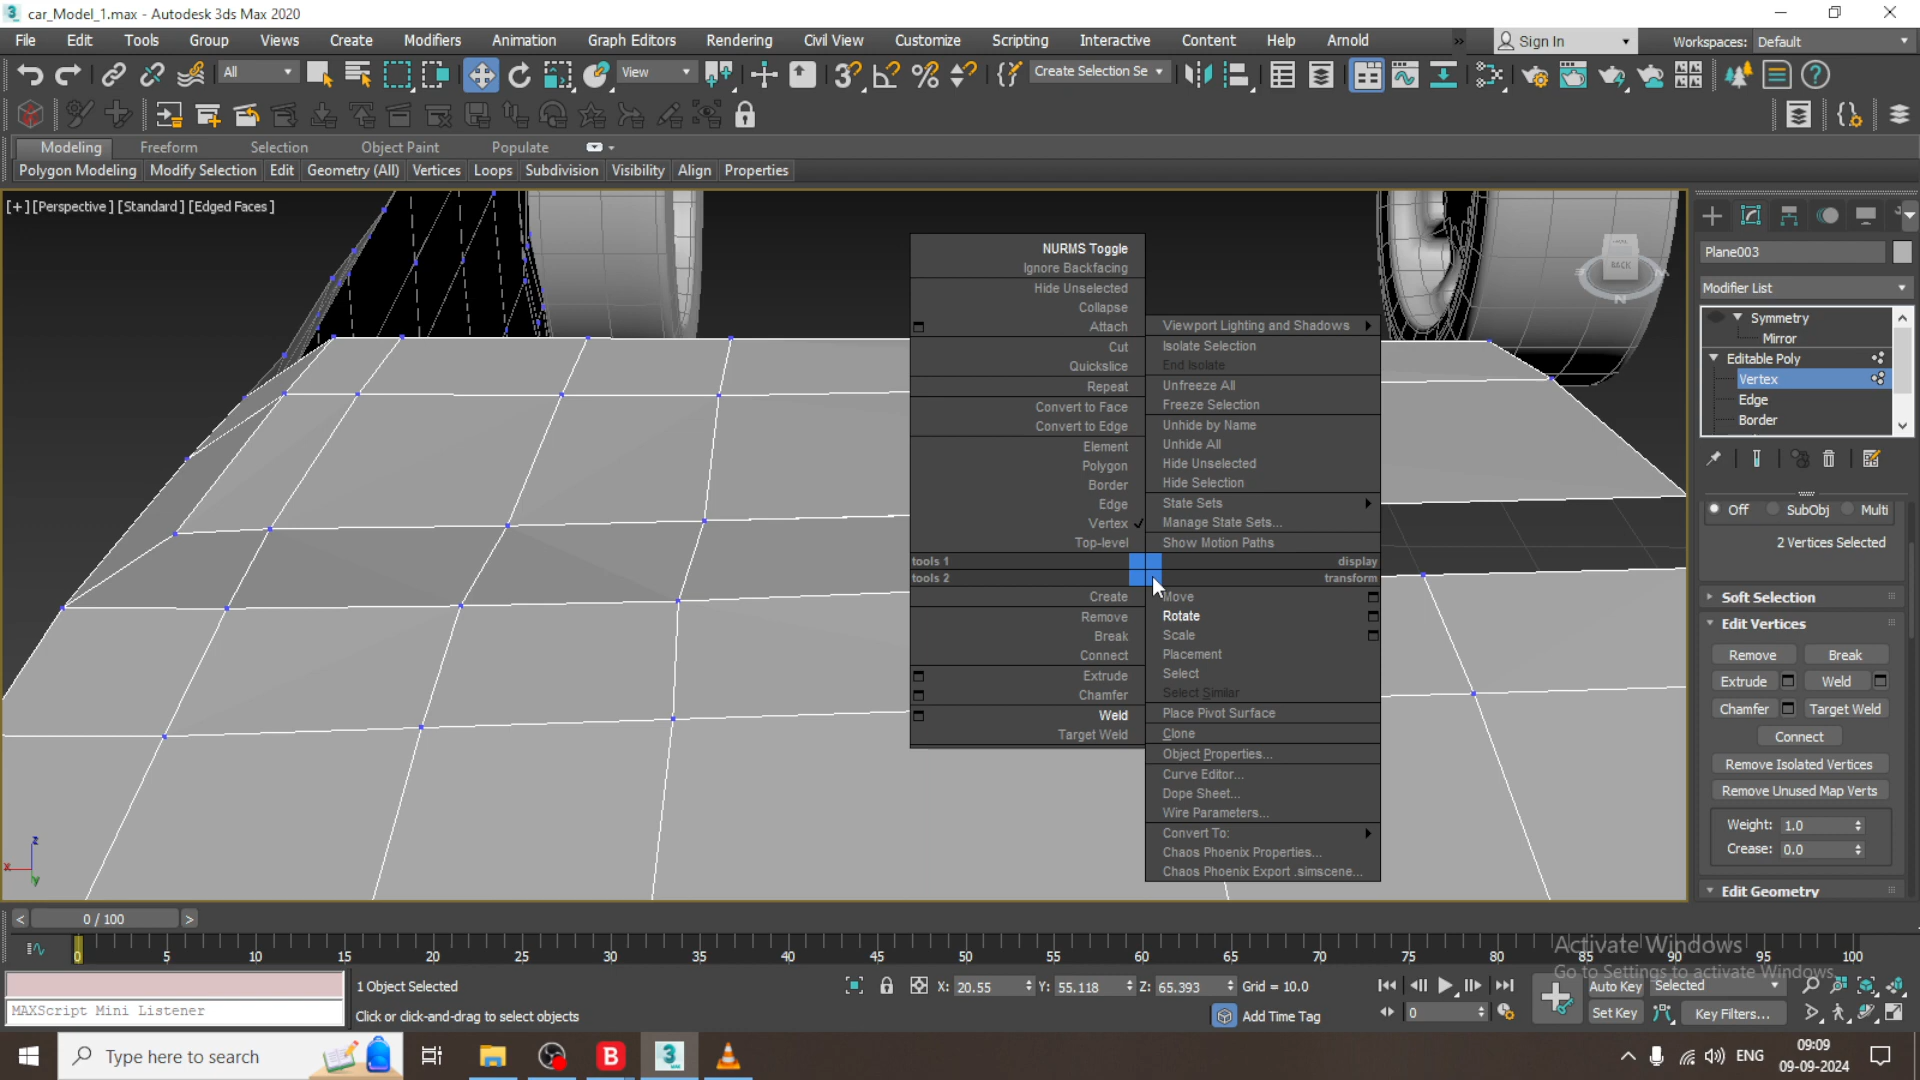 car_Model_1.max - Autodesk 3ds Max 2020
File Edit Tools Group Views Create Modifiers Animation Graph Editors Rendering Civil View Customize Scripting Interactive Content Help Arnold Sign In Workspaces: Default
All View Create Selection Se
Modeling Freeform Selection Object Paint Populate
Polygon Modeling Modify Selection Edit Geometry (All) Vertices Loops Subdivision Visibility Align Properties
[+] [Perspective] [Standard] [Edged Faces]
NURMS Toggle
Ignore Backfacing
Hide Unselected
Collapse
Attach
Cut
Quickslice
Repeat
Convert to Face
Convert to Edge
Element
Polygon
Border
Edge
Vertex
Top-level
tools 1
tools 2
Create
Remove
Break
Connect
Extrude
Chamfer
Weld
Target Weld
Viewport Lighting and Shadows
Isolate Selection
End Isolate
Unfreeze All
Freeze Selection
Unhide by Name
Unhide All
Hide Unselected
Hide Selection
State Sets
Manage State Sets...
Show Motion Paths
display
transform
Move
Rotate
Scale
Placement
Select
Select Similar
Place Pivot Surface
Clone
Object Properties...
Curve Editor...
Dope Sheet...
Wire Parameters...
Convert To:
Chaos Phoenix Properties...
Chaos Phoenix Export .simscene...
BACK
Plane003
Modifier List
Symmetry
Mirror
Editable Poly
Vertex
Edge
Border
Off SubObj Multi
2 Vertices Selected
Soft Selection
Edit Vertices
Remove Break
Extrude Weld
Chamfer Target Weld
Connect
Remove Isolated Vertices
Remove Unused Map Verts
Weight: 1.0
Crease: 0.0
Edit Geometry
z
x
y
< 0 / 100 >
0 5 10 15 20 25 30 35 40 45 50 55 60 65 70 75 80 85 90 95 100
Activate Windows
Go to Settings to activate Windows.
MAXScript Mini Listener
1 Object Selected
Click or click-and-drag to select objects
X: 20.55 Y: 55.118 Z: 65.393 Grid = 10.0
Add Time Tag
0
Auto Key Selected
Set Key Key Filters...
Type here to search
B
3
ENG
09:09
09-09-2024